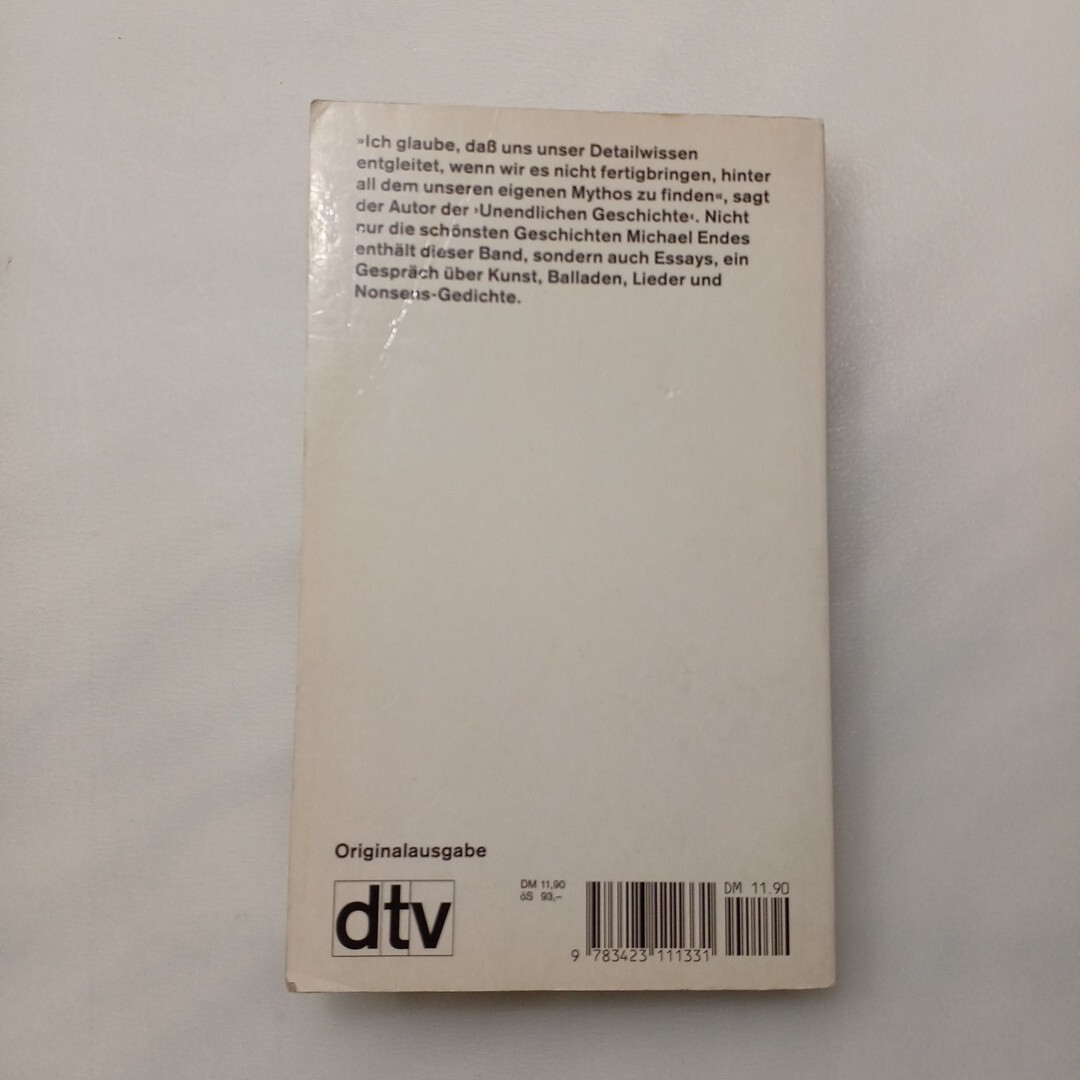 »Ich glaube, daß uns unser Detailwissen
entgleitet, wenn wir es nicht fertigbringen, hinter
all dem unseren eigenen Mythos zu finden«, sagt
der Autor der ›Unendlichen Geschichte‹. Nicht
nur die schönsten Geschichten Michael Endes
enthält dieser Band, sondern auch Essays, ein
Gespräch über Kunst, Balladen, Lieder und
Nonsens-Gedichte.
Originalausgabe
dtv
DM 11,90
öS 93,–
DM 11.90
9 783423 111331